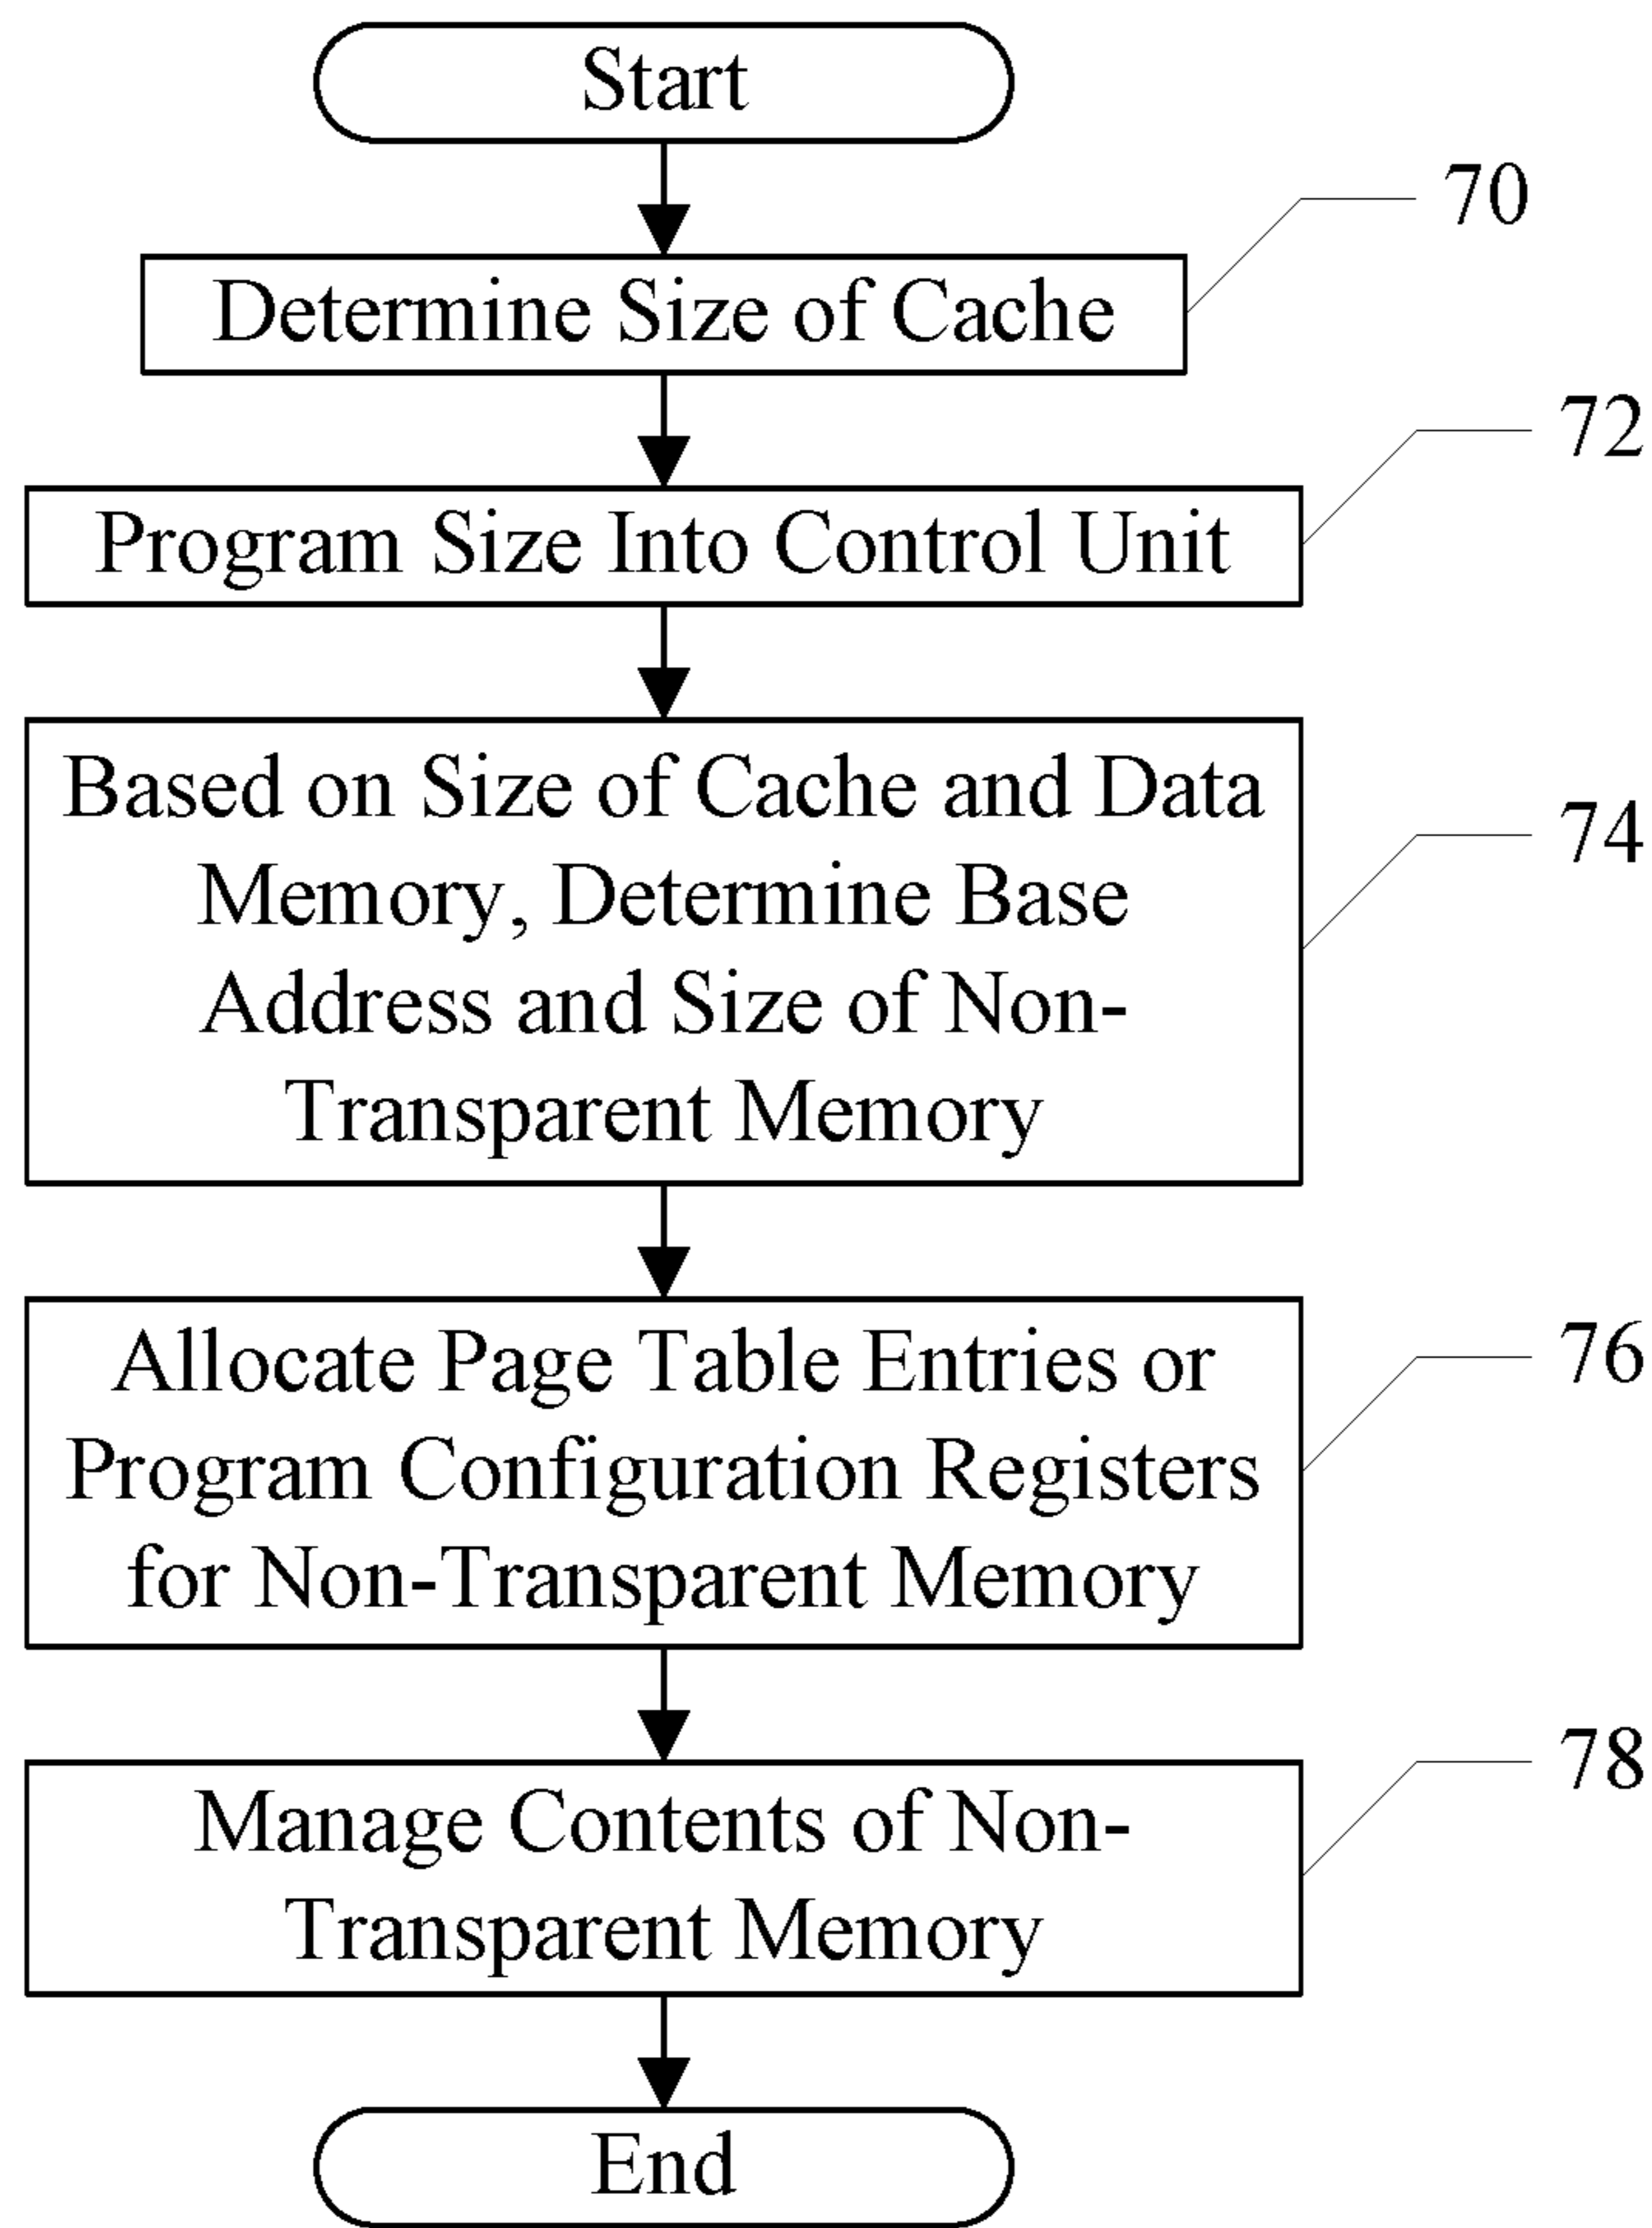 Start
70
Determine Size of Cache
72
Program Size Into Control Unit
74
Based on Size of Cache and Data
Memory, Determine Base
Address and Size of Non-
Transparent Memory
76
Allocate Page Table Entries or
Program Configuration Registers
for Non-Transparent Memory
78
Manage Contents of Non-
Transparent Memory
End